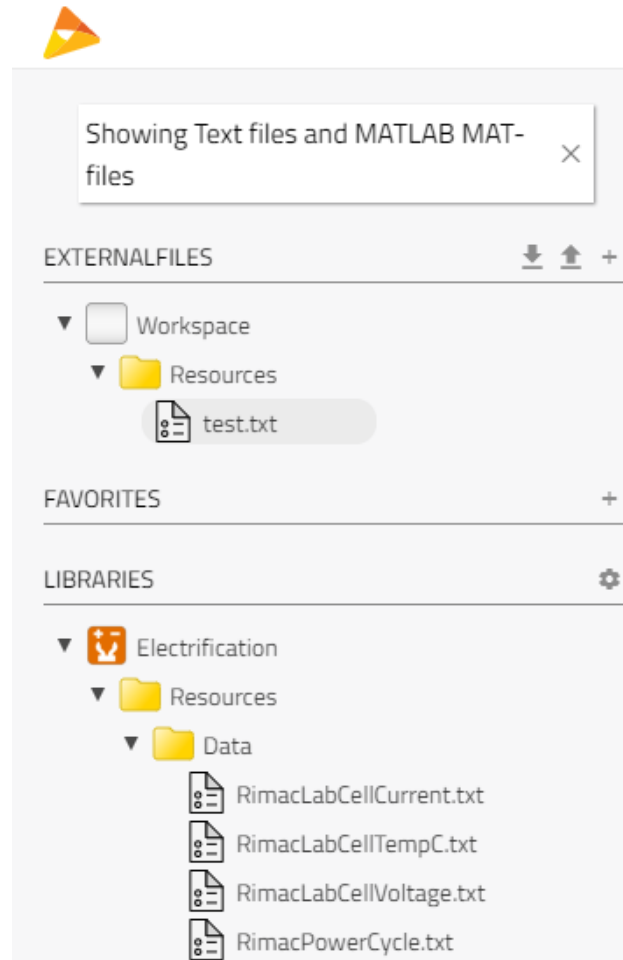 Showing Text files and MATLAB MAT-
files
EXTERNALFILES
Workspace
Resources
test.txt
FAVORITES
LIBRARIES
Electrification
Resources
Data
RimacLabCellCurrent.txt
RimacLabCellTempC.txt
RimacLabCellVoltage.txt
RimacPowerCycle.txt